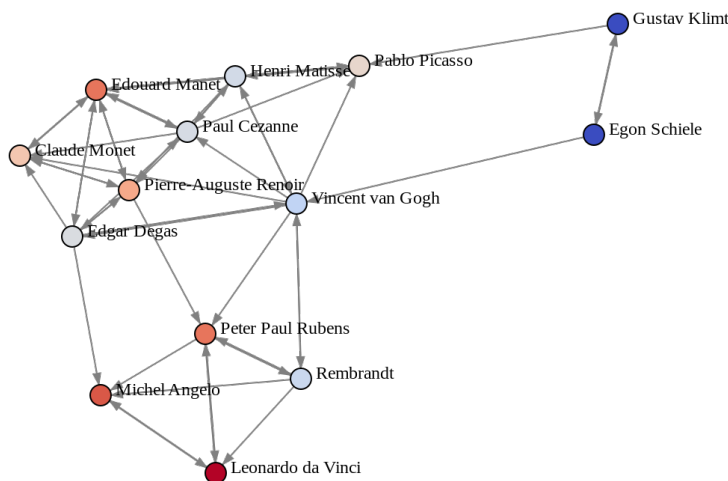 Gustav Klimt
Pablo Picasso
Henri Matisse
Edouard Manet
Paul Cezanne
Egon Schiele
Claude Monet
Pierre-Auguste Renoir
Vincent van Gogh
Edgar Degas
Peter Paul Rubens
Rembrandt
Michel Angelo
Leonardo da Vinci